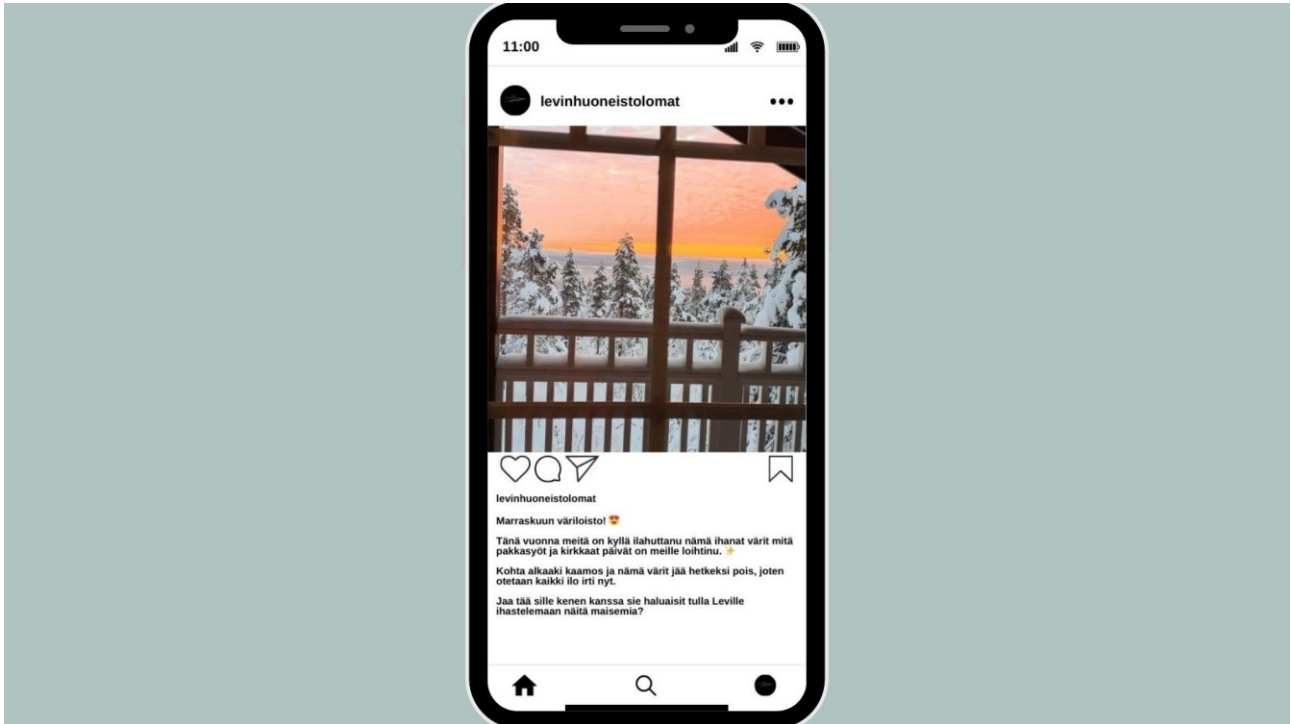 11:00
levinhuoneistolomat
levinhuoneistolomat
Marraskuun väriloisto! 😍
Tänä vuonna meitä on kyllä ilahuttanu nämä ihanat värit mitä
pakkasyöt ja kirkkaat päivät on meille loihtinu. ✨
Kohta alkaaki kaamos ja nämä värit jää hetkeksi pois, joten
otetaan kaikki ilo irti nyt.
Jaa tää sille kenen kanssa sie haluaisit tulla Leville
ihastelemaan näitä maisemia?